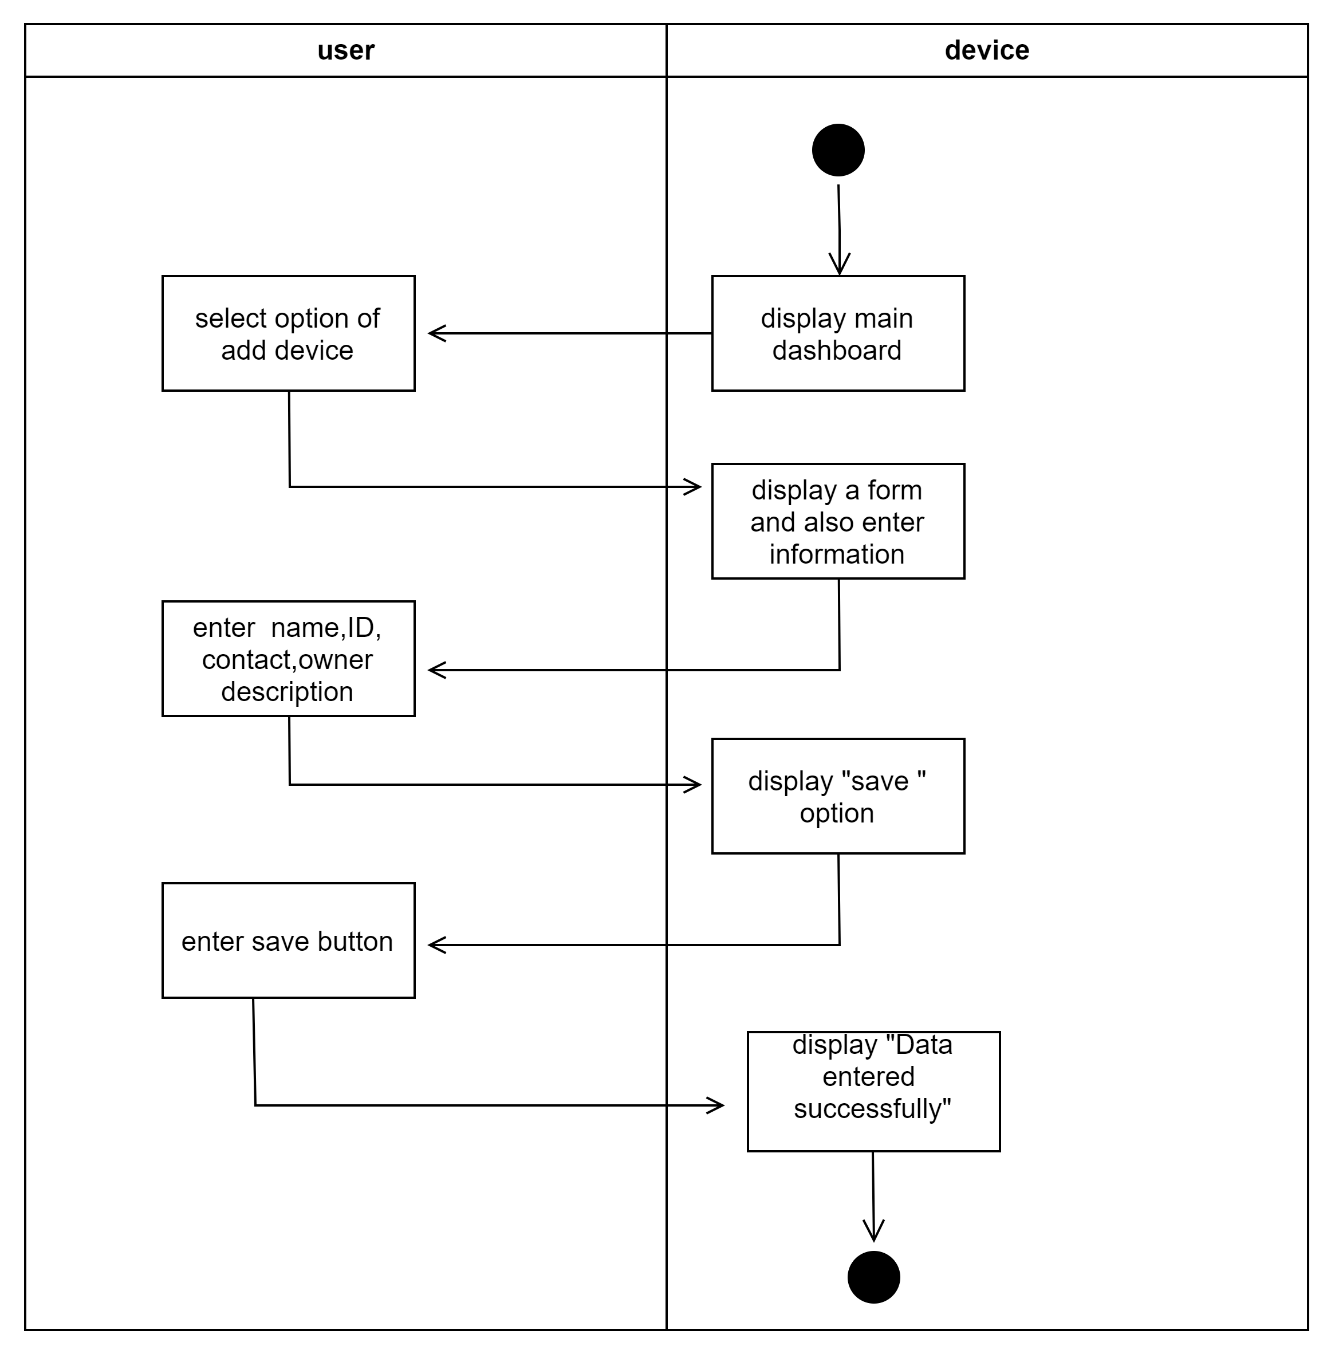 user
device
select option of
add device
display main
dashboard
display a form
and also enter
information
enter  name,ID,
contact,owner
description
display "save "
option
enter save button
display "Data
entered
successfully"